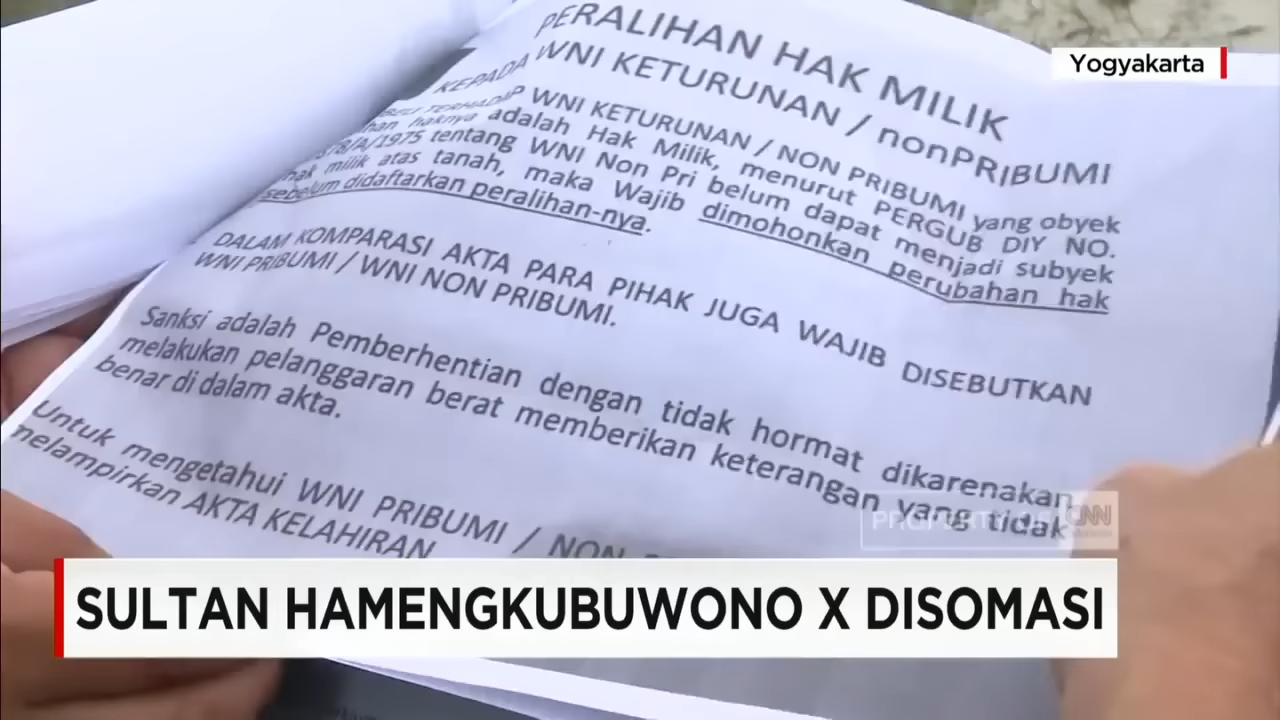 PERALIHAN HAK MILIK
Yogyakarta
KEPADA WNI KETURUNAN / nonPRIBUMI
TERHADAP WNI KETURUNAN / NON PRIBUMI yang obyek
haknya adalah Hak Milik, menurut PERGUB DIY NO.
/A/1975 tentang WNI Non Pri belum dapat menjadi subyek
hak milik atas tanah, maka Wajib dimohonkan perubahan hak
sebelum didaftarkan peralihan-nya.
DALAM KOMPARASI AKTA PARA PIHAK JUGA WAJIB DISEBUTKAN
WNI PRIBUMI / WNI NON PRIBUMI.
Sanksi adalah Pemberhentian dengan tidak hormat dikarenakan
melakukan pelanggaran berat memberikan keterangan yang tidak
benar di dalam akta.
Untuk mengetahui WNI PRIBUMI / NON
melampirkan AKTA KELAHIRAN
PROPERTY OF CNN
SULTAN HAMENGKUBUWONO X DISOMASI